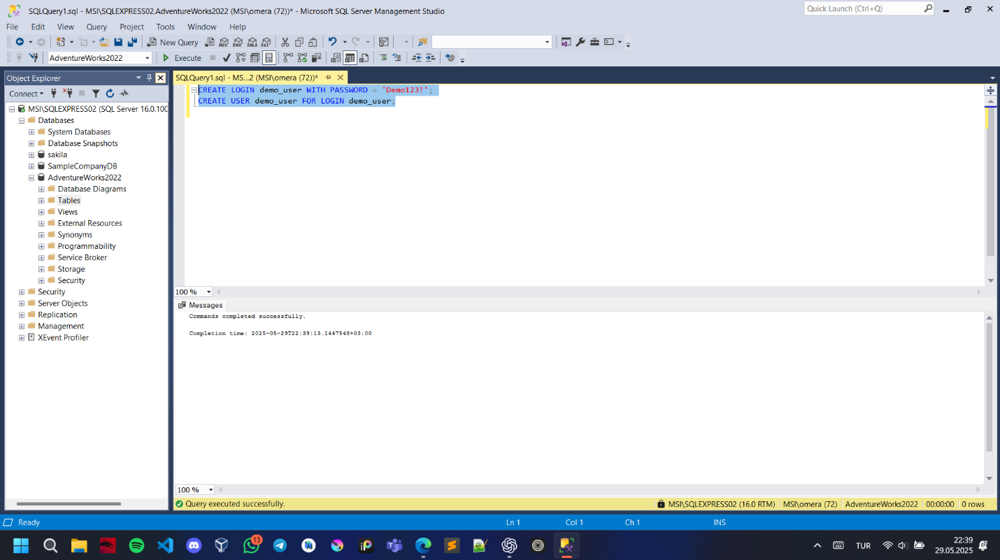 SQLQuery1.sql - MSI\SQLEXPRESS02.AdventureWorks2022 (MSI\omera (72))* - Microsoft SQL Server Management Studio
Quick Launch (Ctrl+Q)
File Edit View Query Project Tools Window Help
New Query
MDX DMX XMLA DAX
AdventureWorks2022
Execute
Object Explorer
Connect
MSI\SQLEXPRESS02 (SQL Server 16.0.100
Databases
System Databases
Database Snapshots
sakila
SampleCompanyDB
AdventureWorks2022
Database Diagrams
Tables
Views
External Resources
Synonyms
Programmability
Service Broker
Storage
Security
Security
Server Objects
Replication
Management
XEvent Profiler
SQLQuery1.sql - MS...2 (MSI\omera (72))*
CREATE LOGIN demo_user WITH PASSWORD = 'Demo123!';
CREATE USER demo_user FOR LOGIN demo_user;
100 %
Messages
Commands completed successfully.
Completion time: 2025-05-29T22:39:13.1447548+03:00
100 %
Query executed successfully.
MSI\SQLEXPRESS02 (16.0 RTM) MSI\omera (72) AdventureWorks2022 00:00:00 0 rows
Ready
Ln 1 Col 1 Ch 1 INS
13
iP
TUR
22:39
29.05.2025